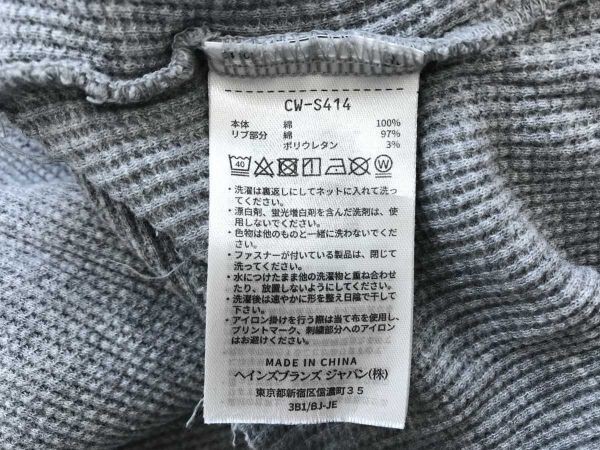 CW-S414
本体 綿 100%
リブ部分 綿 97%
ポリウレタン 3%
40 W
・洗濯は裏返しにしてネットに入れて洗っ
てください。
・源白剤、蛍光増白剤を含んだ洗剤は、使
用しないでください。
・色物は他のものと一緒に洗わないでくだ
さい。
・ファスナーが付いている製品は、閉じて
洗ってください。
・水につけたまま他の洗濯物と重ね合わせ
たり、放置しないようにしてください。
・洗濯後は速やかに形を整え日陰で干して
下さい。
・アイロン掛けを行う際は当て布を使用し、
プリントマーク、刺繍部分へのアイロン
はお避けください。
MADE IN CHINA
ヘインズブランズ ジャパン(株)
東京都新宿区信濃町35
3B1/BJ-JE